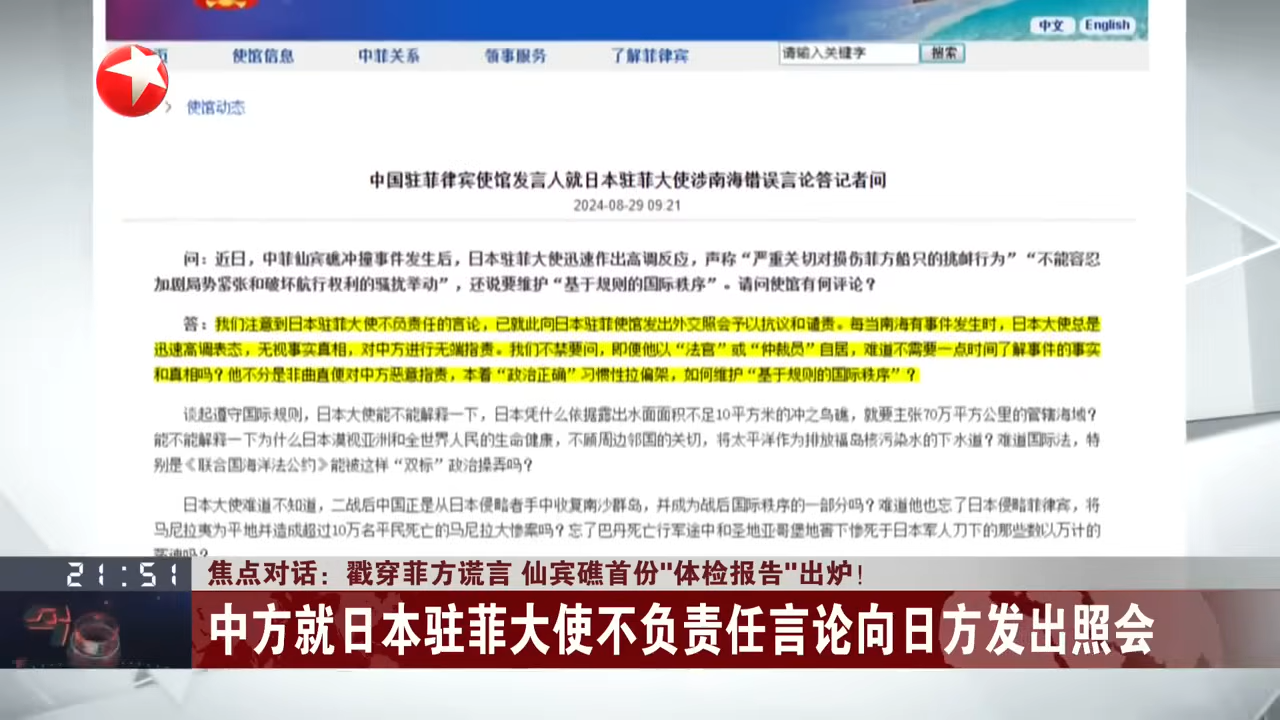 中文 English
页 使馆信息 中菲关系 领事服务 了解菲律宾 请输入关键字 搜索
> 使馆动态
中国驻菲律宾使馆发言人就日本驻菲大使涉南海错误言论答记者问
2024-08-29 09:21
问：近日，中菲仙宾礁冲撞事件发生后，日本驻菲大使迅速作出高调反应，声称“严重关切对损伤菲方船只的挑衅行为”“不能容忍
加剧局势紧张和破坏航行权利的骚扰举动”，还说要维护“基于规则的国际秩序”。请问使馆有何评论？
答：我们注意到日本驻菲大使不负责任的言论，已就此向日本驻菲使馆发出外交照会予以抗议和谴责。每当南海有事件发生时，日本大使总是
迅速高调表态，无视事实真相，对中方进行无端指责。我们不禁要问，即便他以“法官”或“仲裁员”自居，难道不需要一点时间了解事件的事实
和真相吗？他不分是非曲直便对中方恶意指责，本着“政治正确”习惯性拉偏架，如何维护“基于规则的国际秩序”？
谈起遵守国际规则，日本大使能不能解释一下，日本凭什么依据露出水面面积不足10平方米的冲之鸟礁，就要主张70万平方公里的管辖海域？
能不能解释一下为什么日本漠视亚洲和全世界人民的生命健康，不顾周边邻国的关切，将太平洋作为排放福岛核污染水的下水道？难道国际法，特
别是《联合国海洋法公约》能被这样“双标”政治操弄吗？
日本大使难道不知道，二战后中国正是从日本侵略者手中收复南沙群岛，并成为战后国际秩序的一部分吗？难道他也忘了日本侵略菲律宾，将
马尼拉夷为平地并造成超过10万名平民死亡的马尼拉大惨案吗？忘了巴丹死亡行军途中和圣地亚哥堡地害下惨死于日本军人刀下的那些数以万计的
21:51 焦点对话：戳穿菲方谎言 仙宾礁首份"体检报告"出炉！
中方就日本驻菲大使不负责任言论向日方发出照会